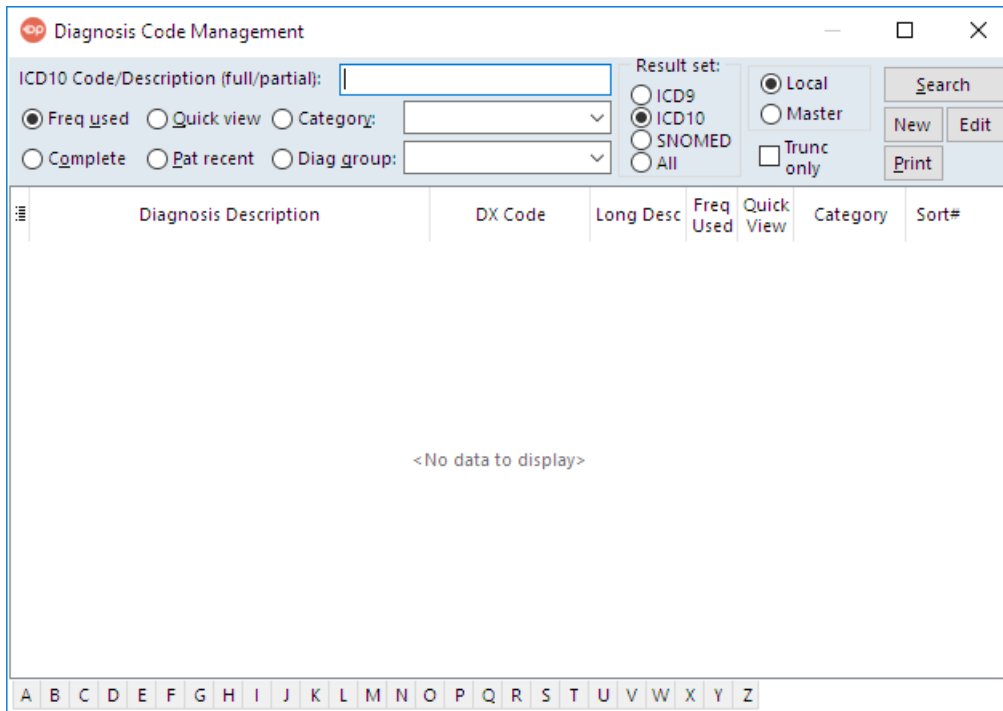 Diagnosis Code Management
ICD10 Code/Description (full/partial):
Freq used Quick view Category:
Complete Pat recent Diag group:
Result set:
ICD9
ICD10
SNOMED
All
Local
Master
Trunc
only
Search
New Edit
Print
Diagnosis Description DX Code Long Desc Freq Used Quick View Category Sort#
<No data to display>
A B C D E F G H I J K L M N O P Q R S T U V W X Y Z